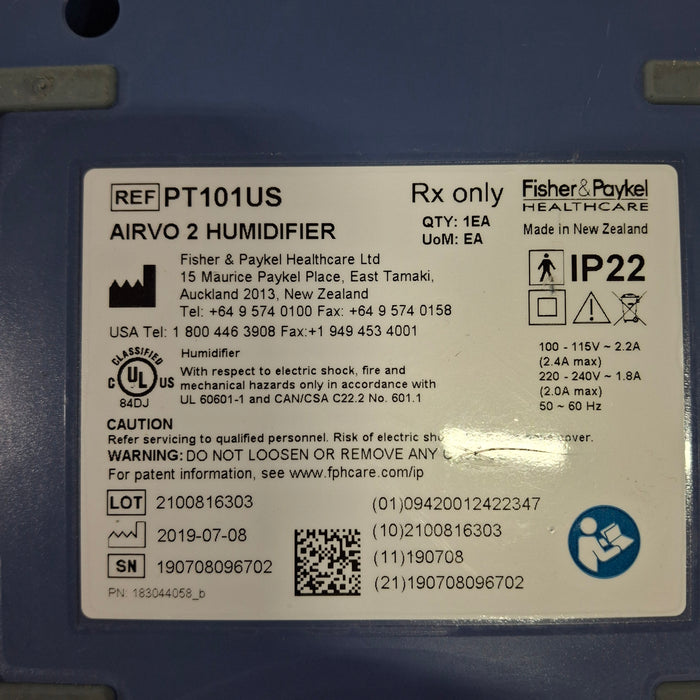 REF PT101US
Rx only
Fisher & Paykel
HEALTHCARE
AIRVO 2 HUMIDIFIER
QTY: 1EA
UoM: EA
Made in New Zealand
Fisher & Paykel Healthcare Ltd
15 Maurice Paykel Place, East Tamaki,
Auckland 2013, New Zealand
Tel: +64 9 574 0100 Fax: +64 9 574 0158
USA Tel: 1 800 446 3908 Fax:+1 949 453 4001
IP22
CLASSIFIED
C UL US
84DJ
Humidifier
With respect to electric shock, fire and
mechanical hazards only in accordance with
UL 60601-1 and CAN/CSA C22.2 No. 601.1
100 - 115V ~ 2.2A
(2.4A max)
220 - 240V ~ 1.8A
(2.0A max)
50 ~ 60 Hz
CAUTION
Refer servicing to qualified personnel. Risk of electric cover.
WARNING: DO NOT LOOSEN OR REMOVE ANY
For patent information, see www.fphcare.com/ip
LOT 2100816303
2019-07-08
SN 190708096702
PN: 183044058_b
(01)09420012422347
(10)2100816303
(11)190708
(21)190708096702